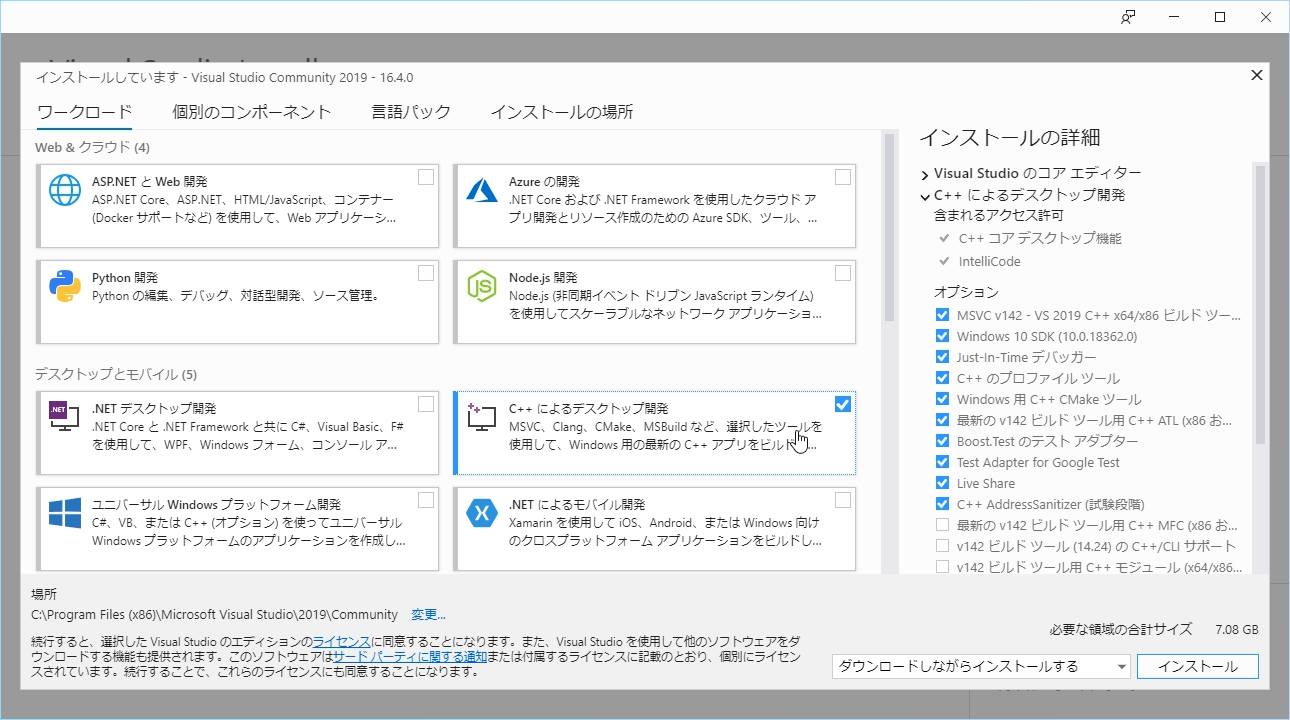 インストールしています - Visual Studio Community 2019 - 16.4.0
ワークロード
個別のコンポーネント
言語パック
インストールの場所
Web & クラウド (4)
ASP.NET と Web 開発
ASP.NET Core、ASP.NET、HTML/JavaScript、コンテナー
(Docker サポートなど) を使用して、Web アプリケーシ...
Azure の開発
.NET Core および .NET Framework を使用したクラウド ア
プリ開発とリソース作成のための Azure SDK、ツール、...
Python 開発
Python の編集、デバッグ、対話型開発、ソース管理。
Node.js 開発
Node.js (非同期イベント ドリブン JavaScript ランタイム)
を使用してスケーラブルなネットワーク アプリケーショ...
デスクトップとモバイル (5)
.NET
.NET デスクトップ開発
.NET Core と .NET Framework と共に C#、Visual Basic、F#
を使用して、WPF、Windows フォーム、コンソール ア...
C++ によるデスクトップ開発
MSVC、Clang、CMake、MSBuild など、選択したツールを
使用して、Windows 用の最新の C++ アプリをビルド...
ユニバーサル Windows プラットフォーム開発
C#、VB、または C++ (オプション) を使ってユニバーサル
Windows プラットフォームのアプリケーションを作成し...
.NET によるモバイル開発
Xamarin を使用して iOS、Android、または Windows 向け
のクロスプラットフォーム アプリケーションをビルドし...
インストールの詳細
Visual Studio のコア エディター
C++ によるデスクトップ開発
含まれるアクセス許可
C++ コア デスクトップ機能
IntelliCode
オプション
MSVC v142 - VS 2019 C++ x64/x86 ビルド ツー...
Windows 10 SDK (10.0.18362.0)
Just-In-Time デバッガー
C++ のプロファイル ツール
Windows 用 C++ CMake ツール
最新の v142 ビルド ツール用 C++ ATL (x86 お...
Boost.Test のテスト アダプター
Test Adapter for Google Test
Live Share
C++ AddressSanitizer (試験段階)
最新の v142 ビルド ツール用 C++ MFC (x86 お...
v142 ビルド ツール (14.24) の C++/CLI サポート
v142 ビルド ツール用 C++ モジュール (x64/x86...
場所
C:\Program Files (x86)\Microsoft Visual Studio\2019\Community 変更...
続行すると、選択した Visual Studio のエディションのライセンスに同意することになります。また、Visual Studio を使用して他のソフトウェアをダ
ウンロードする機能も提供されます。このソフトウェアはサード パーティに関する通知または付属するライセンスに記載のとおり、個別にライセン
スされています。続行することで、これらのライセンスにも同意することになります。
必要な領域の合計サイズ 7.08 GB
ダウンロードしながらインストールする
インストール